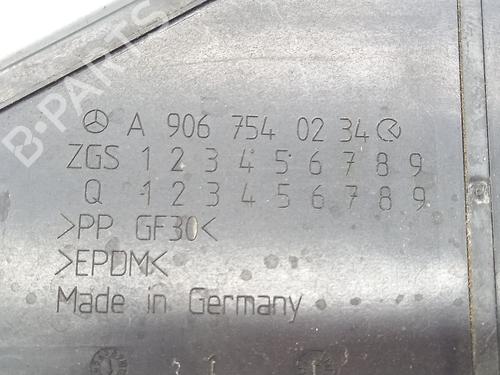 A 906 754 02 34
ZGS 1 2 3 4 5 6 7 8 9
Q 1 2 3 4 5 6 7 8 9
>PP GF30<
>EPDM<
Made in Germany
B-PARTS